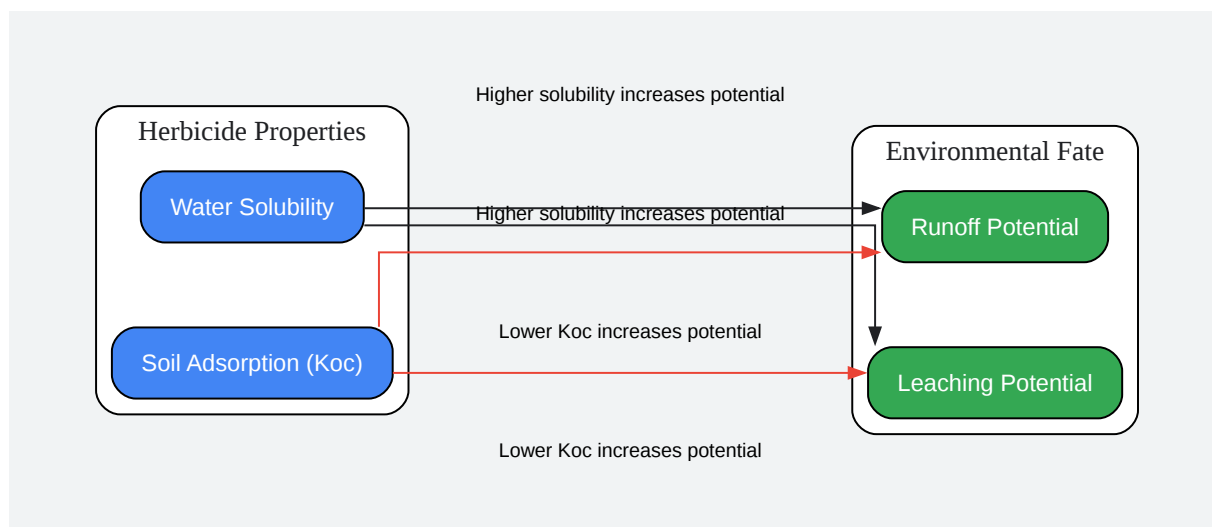 Higher solubility increases potential
Herbicide Properties
Environmental Fate
Water Solubility
Higher solubility increases potential
Runoff Potential
Lower Koc increases potential
Soil Adsorption (Koc)
Leaching Potential
Lower Koc increases potential